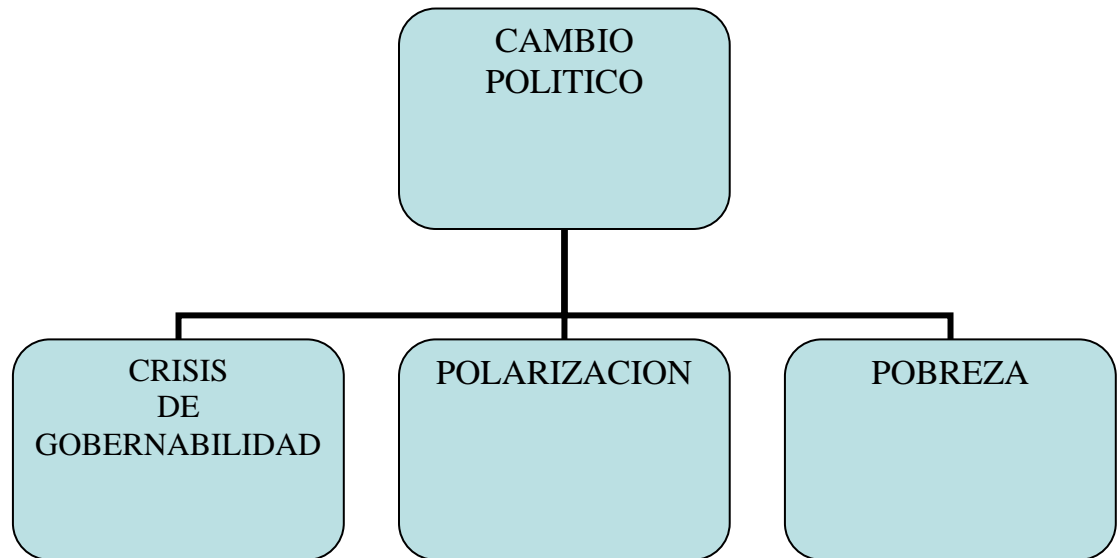 CAMBIO
POLITICO
CRISIS
DE
GOBERNABILIDAD
POLARIZACION
POBREZA